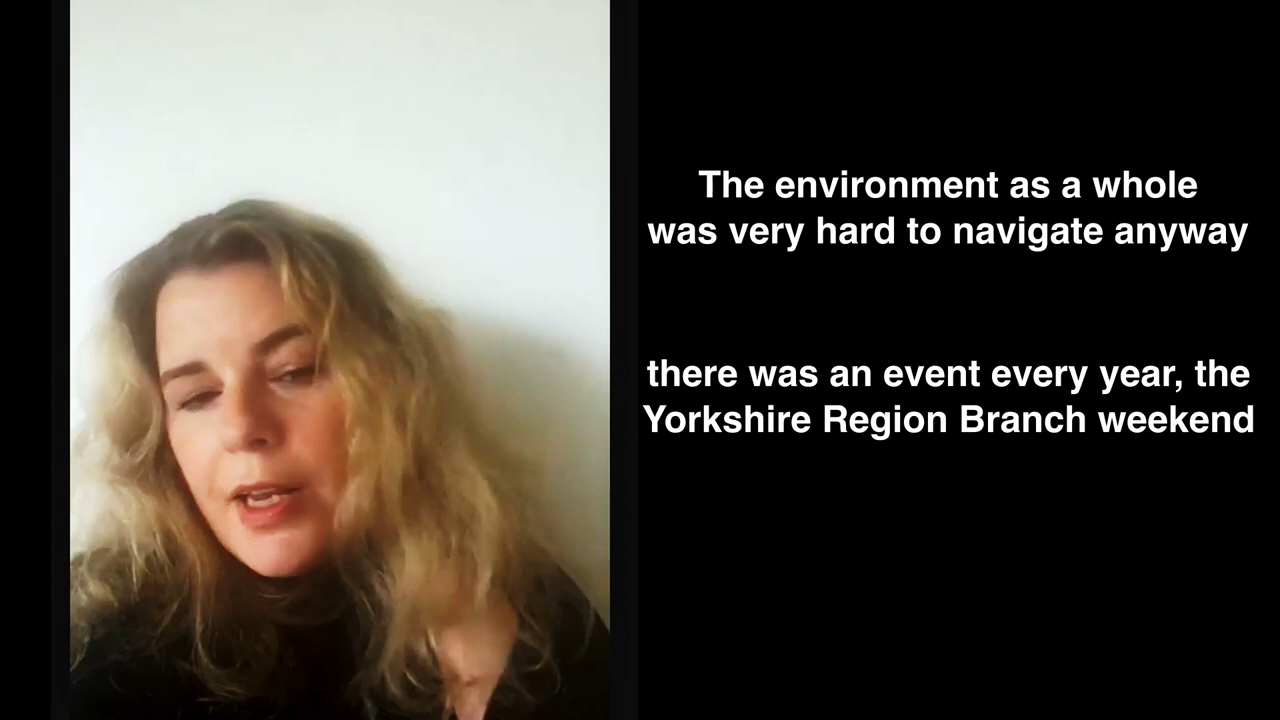 The environment as a whole
was very hard to navigate anyway
there was an event every year, the
Yorkshire Region Branch weekend